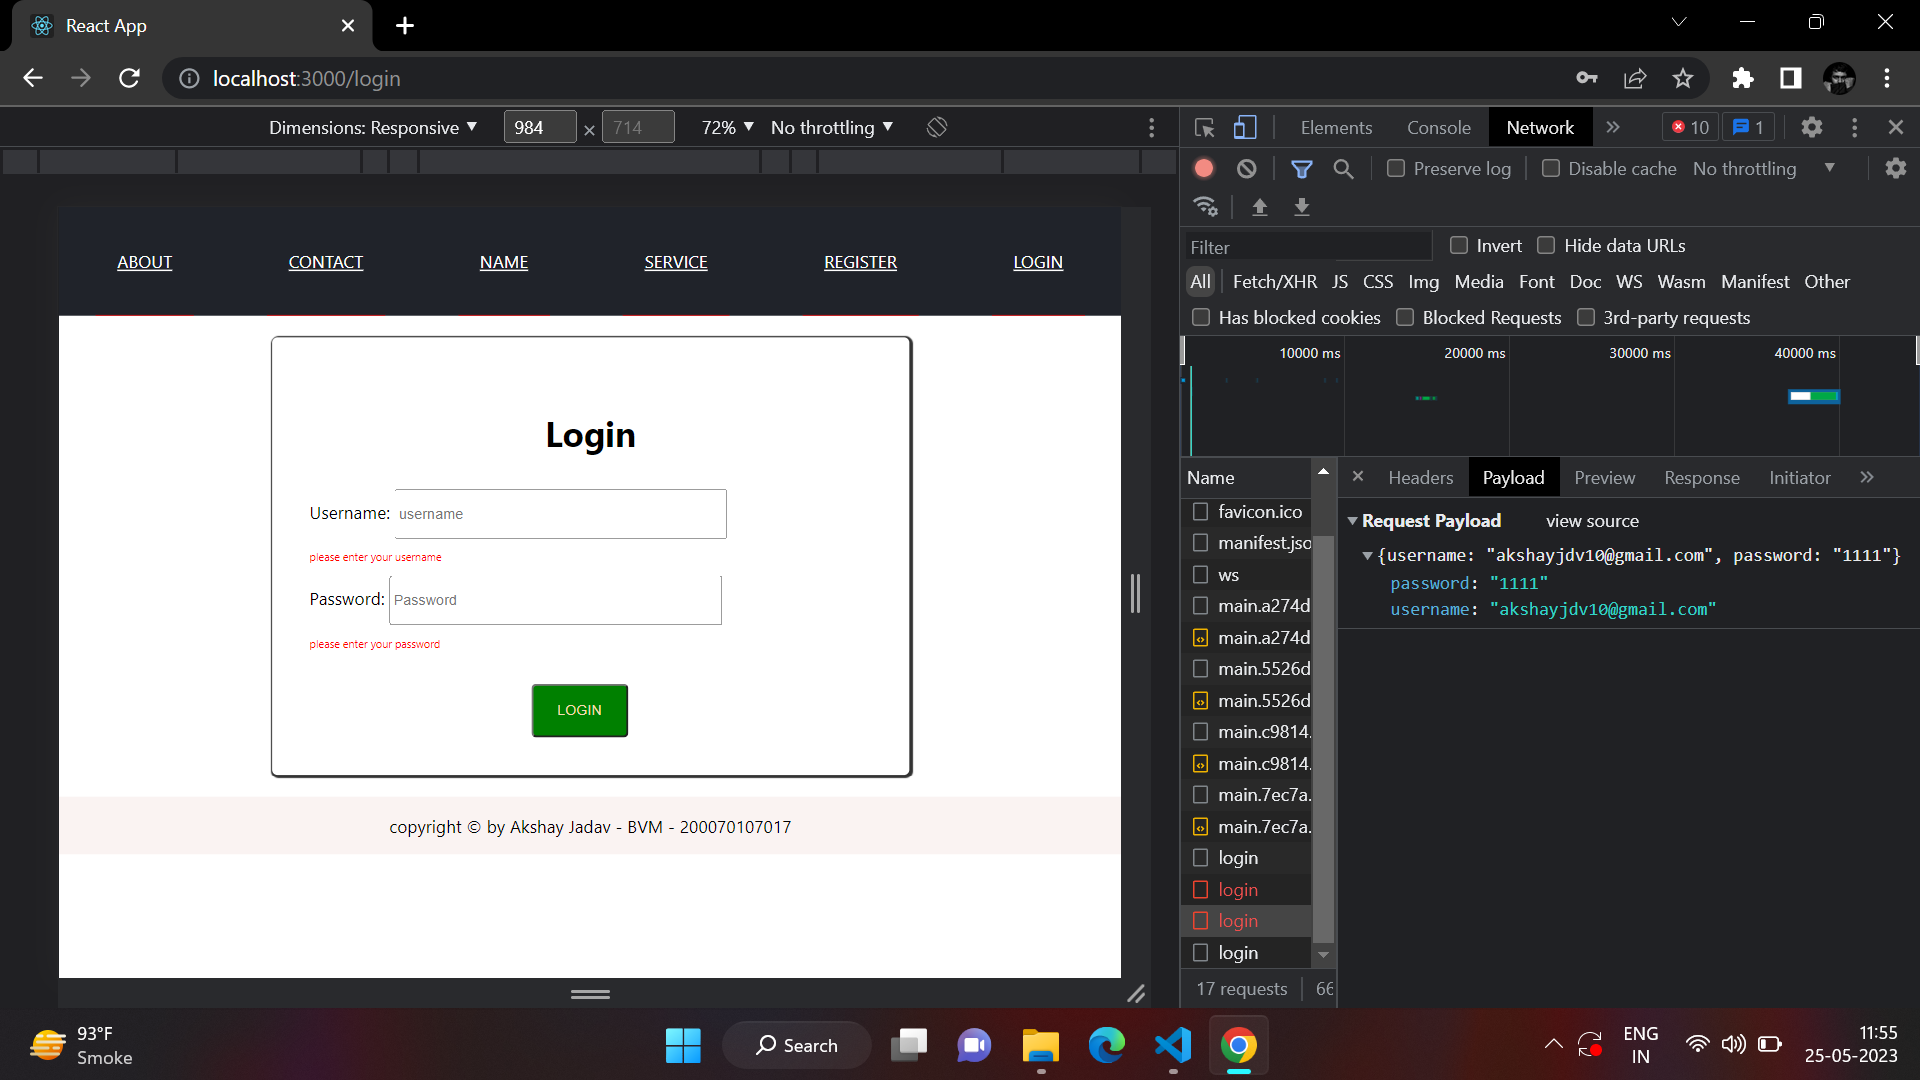 React App
localhost:3000/login
Dimensions: Responsive ▼ 984 × 714 72% ▼ No throttling ▼
Elements Console Network » 10 1
Preserve log Disable cache No throttling ▼
Filter Invert Hide data URLs
All Fetch/XHR JS CSS Img Media Font Doc WS Wasm Manifest Other
Has blocked cookies Blocked Requests 3rd-party requests
10000 ms 20000 ms 30000 ms 40000 ms
ABOUT CONTACT NAME SERVICE REGISTER LOGIN
Login
Username: username
please enter your username
Password: Password
please enter your password
LOGIN
copyright © by Akshay Jadav - BVM - 200070107017
Name
favicon.ico
manifest.jso
ws
main.a274d
main.a274d
main.5526d
main.5526d
main.c9814.
main.c9814.
main.7ec7a.
main.7ec7a.
login
login
login
login
17 requests 66
Headers Payload Preview Response Initiator »
Request Payload view source
{username: "akshayjdv10@gmail.com", password: "1111"}
password: "1111"
username: "akshayjdv10@gmail.com"
93°F
Smoke
Search
ENG
IN
11:55
25-05-2023